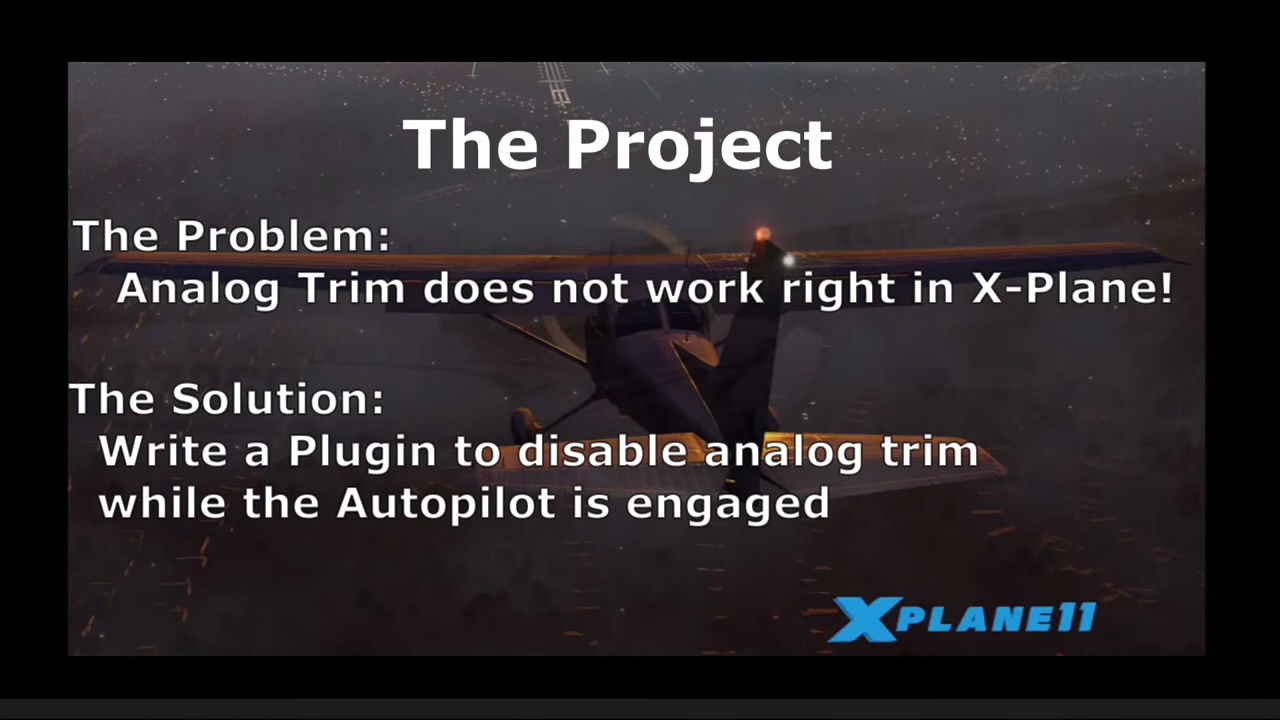 The Project
The Problem:
Analog Trim does not work right in X-Plane!
The Solution:
Write a Plugin to disable analog trim
while the Autopilot is engaged
XPLANE11